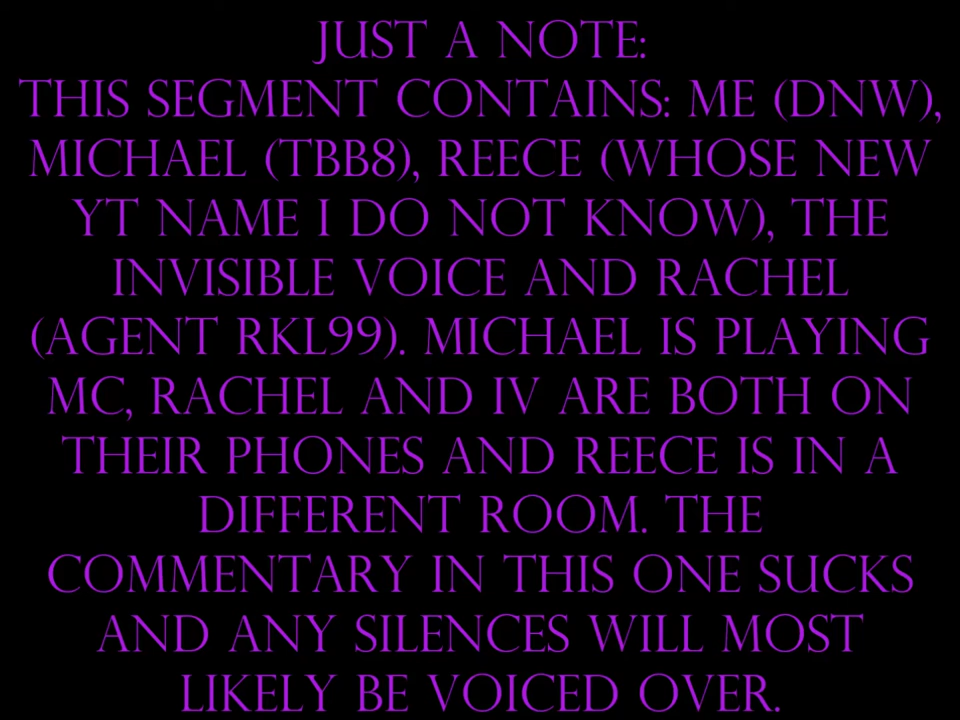 JUST A NOTE:
THIS SEGMENT CONTAINS: ME (DNW),
MICHAEL (TBB8), REECE (WHOSE NEW
YT NAME I DO NOT KNOW), THE
INVISIBLE VOICE AND RACHEL
(AGENT RKL99). MICHAEL IS PLAYING
MC, RACHEL AND IV ARE BOTH ON
THEIR PHONES AND REECE IS IN A
DIFFERENT ROOM. THE
COMMENTARY IN THIS ONE SUCKS
AND ANY SILENCES WILL MOST
LIKELY BE VOICED OVER.